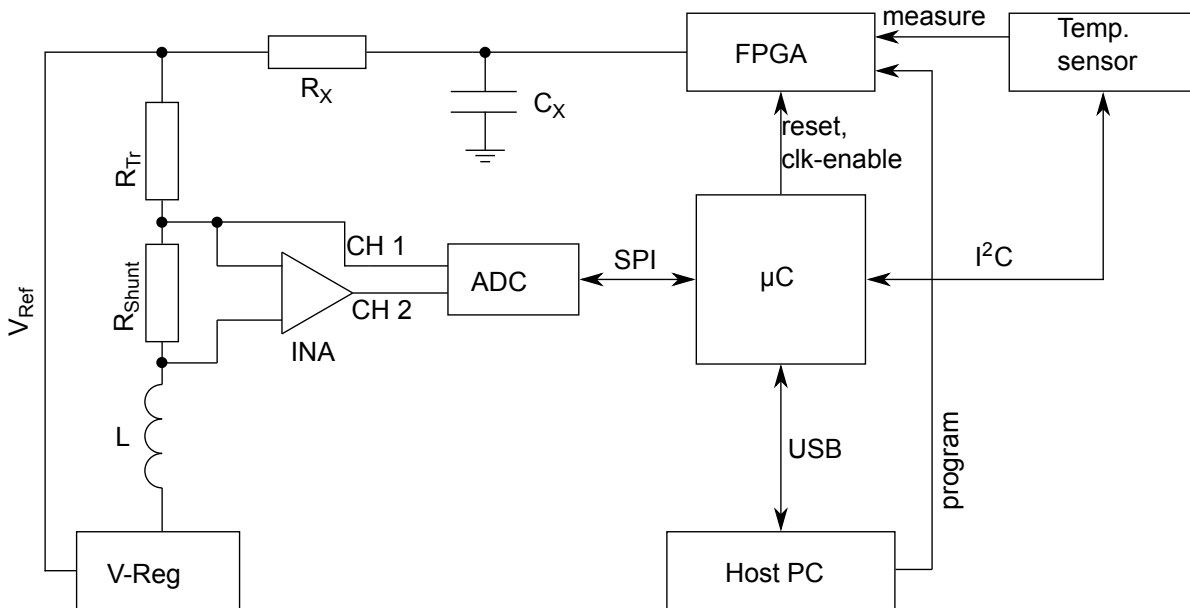 measure
FPGA
Temp.
sensor
R_X
C_X
reset,
clk-enable
R_Tr
CH 1
SPI
ADC
µC
I²C
R_Shunt
CH 2
V_Ref
INA
L
USB
program
V-Reg
Host PC